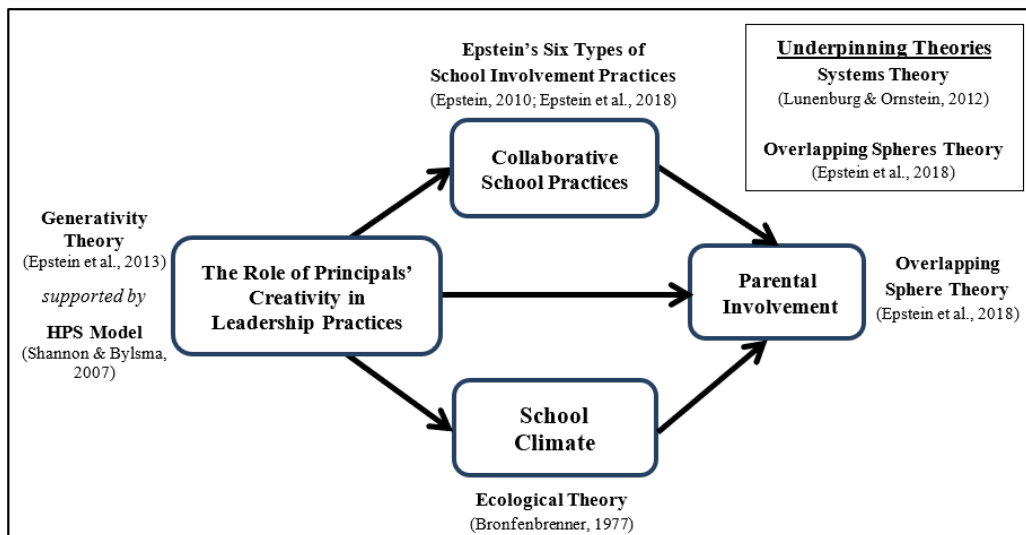 Epstein's Six Types of
School Involvement Practices
(Epstein, 2010; Epstein et al., 2018)
Underpinning Theories
Systems Theory
(Lunenburg & Ornstein, 2012)
Overlapping Spheres Theory
(Epstein et al., 2018)
Collaborative
School Practices
Generativity
Theory
(Epstein et al., 2013)
supported by
HPS Model
(Shannon & Bylsma,
2007)
The Role of Principals'
Creativity in
Leadership Practices
Parental
Involvement
Overlapping
Sphere Theory
(Epstein et al., 2018)
School
Climate
Ecological Theory
(Bronfenbrenner, 1977)